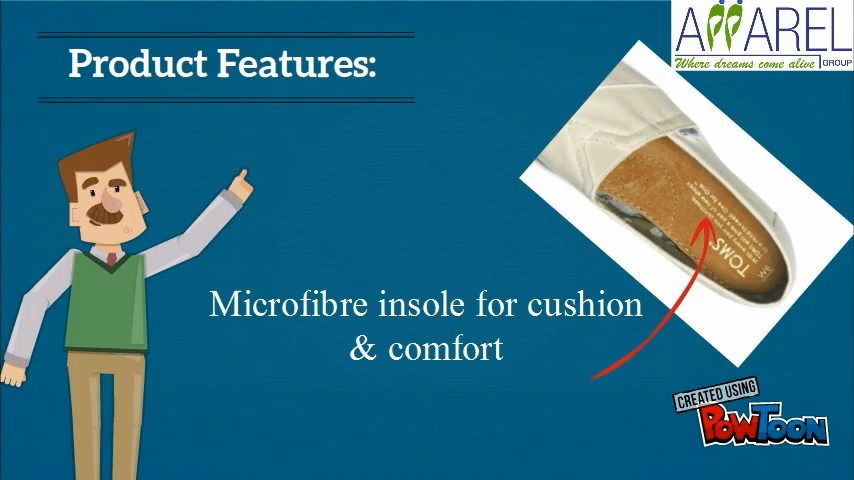 APPAREL
Where dreams come alive GROUP
Product Features:
TOMS
Microfibre insole for cushion
& comfort
CREATED USING
POWTOON